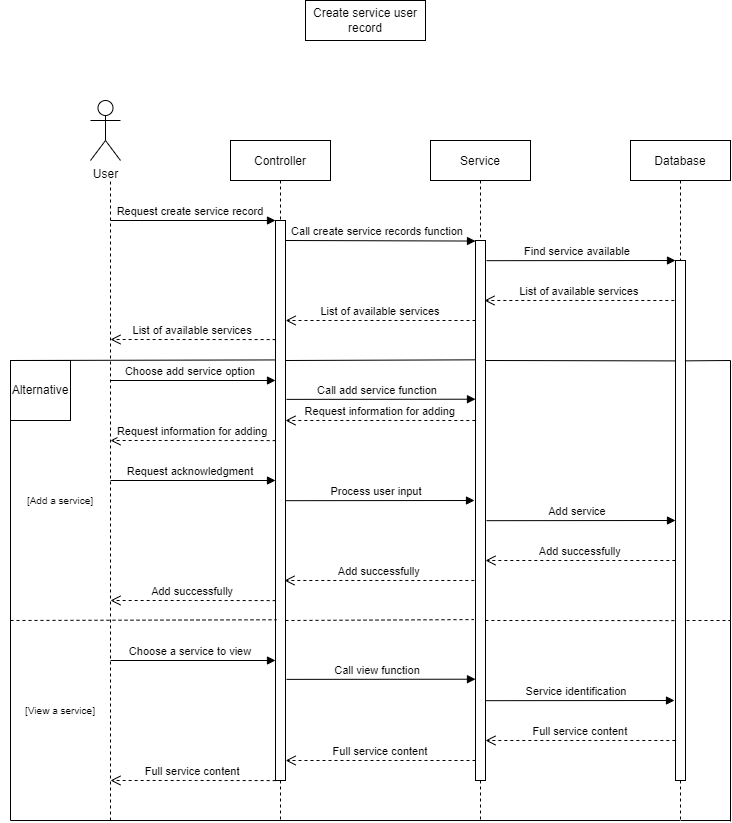 Create service user
record
User
Controller
Service
Database
Request create service record
Call create service records function
Find service available
List of available services
List of available services
List of available services
Alternative
Choose add service option
Call add service function
Request information for adding
Request information for adding
Request acknowledgment
[Add a service]
Process user input
Add service
Add successfully
Add successfully
Add successfully
Choose a service to view
Call view function
Service identification
[View a service]
Full service content
Full service content
Full service content